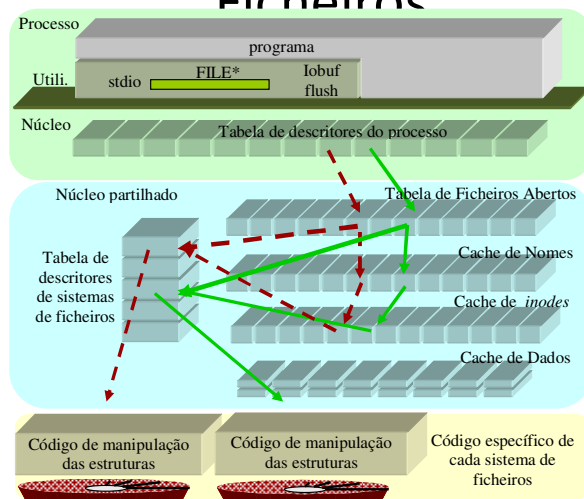 Ficheiros
Processo
programa
Utili.
stdio
FILE*
Iobuf
flush
Núcleo
Tabela de descritores do processo
Núcleo partilhado
Tabela de Ficheiros Abertos
Tabela de
descritores
de sistemas
de ficheiros
Cache de Nomes
Cache de inodes
Cache de Dados
Código de manipulação
das estruturas
Código de manipulação
das estruturas
Código específico de
cada sistema de
ficheiros